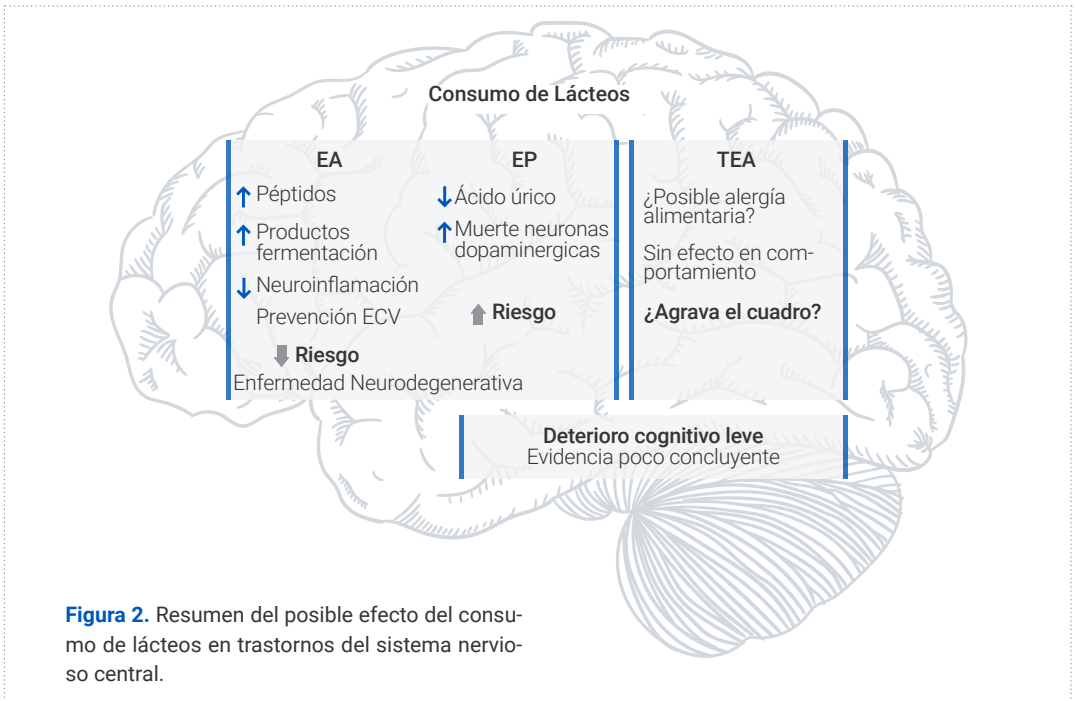 Consumo de Lácteos
EA
Péptidos
Productos
fermentación
Neuroinflamación
Prevención ECV
Riesgo
Enfermedad Neurodegenerativa
EP
Ácido úrico
Muerte neuronas
dopaminergicas
Riesgo
TEA
¿Posible alergía
alimentaria?
Sin efecto en com-
portamiento
¿Agrava el cuadro?
Deterioro cognitivo leve
Evidencia poco concluyente
Figura 2. Resumen del posible efecto del consu-
mo de lácteos en trastornos del sistema nervio-
so central.